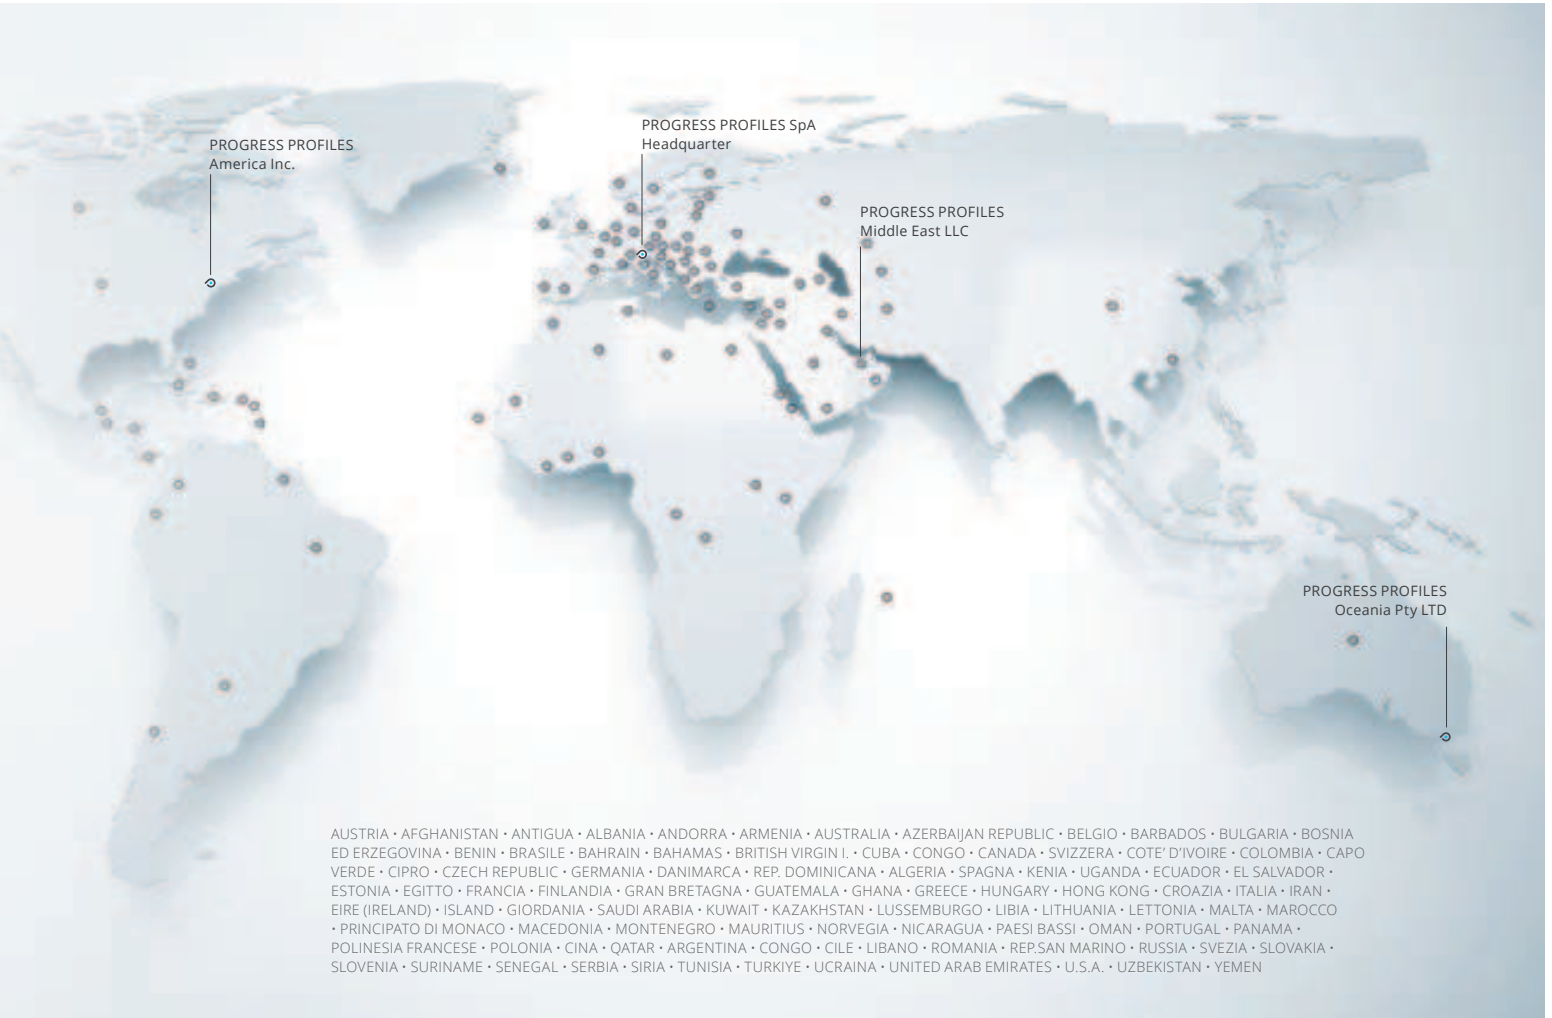 PROGRESS PROFILES SpA
Headquarter
PROGRESS PROFILES
America Inc.
PROGRESS PROFILES
Middle East LLC
PROGRESS PROFILES
Oceania Pty LTD
AUSTRIA • AFGHANISTAN • ANTIGUA • ALBANIA • ANDORRA • ARMENIA • AUSTRALIA • AZERBAIJAN REPUBLIC • BELGIO • BARBADOS • BULGARIA • BOSNIA
ED ERZEGOVINA • BENIN • BRASILE • BAHRAIN • BAHAMAS • BRITISH VIRGIN I. • CUBA • CONGO • CANADA • SVIZZERA • COTE' D'IVOIRE • COLOMBIA • CAPO
VERDE • CIPRO • CZECH REPUBLIC • GERMANIA • DANIMARCA • REP. DOMINICANA • ALGERIA • SPAGNA • KENIA • UGANDA • ECUADOR • EL SALVADOR •
ESTONIA • EGITTO • FRANCIA • FINLANDIA • GRAN BRETAGNA • GUATEMALA • GHANA • GREECE • HUNGARY • HONG KONG • CROAZIA • ITALIA • IRAN •
EIRE (IRELAND) • ISLAND • GIORDANIA • SAUDI ARABIA • KUWAIT • KAZAKHSTAN • LUSSEMBURGO • LIBIA • LITHUANIA • LETTONIA • MALTA • MAROCCO
• PRINCIPATO DI MONACO • MACEDONIA • MONTENEGRO • MAURITIUS • NORVEGIA • NICARAGUA • PAESI BASSI • OMAN • PORTUGAL • PANAMA •
POLINESIA FRANCESE • POLONIA • CINA • QATAR • ARGENTINA • CONGO • CILE • LIBANO • ROMANIA • REP.SAN MARINO • RUSSIA • SVEZIA • SLOVAKIA •
SLOVENIA • SURINAME • SENEGAL • SERBIA • SIRIA • TUNISIA • TURKIYE • UCRAINA • UNITED ARAB EMIRATES • U.S.A. • UZBEKISTAN • YEMEN